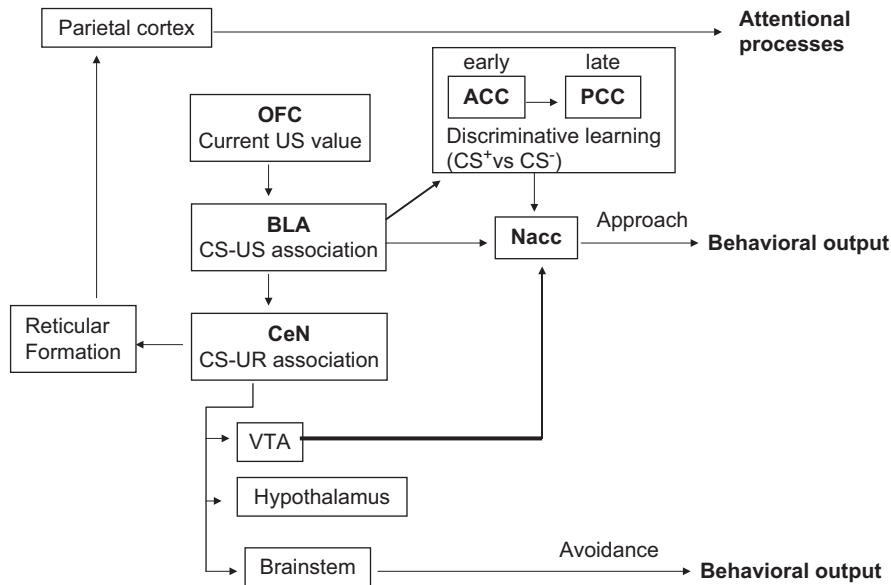 Parietal cortex
Attentional
processes
early
late
ACC
PCC
Discriminative learning
(CS⁺vs CS⁻)
OFC
Current US value
BLA
CS-US association
Nacc
Approach
Behavioral output
Reticular
Formation
CeN
CS-UR association
VTA
Hypothalamus
Brainstem
Avoidance
Behavioral output